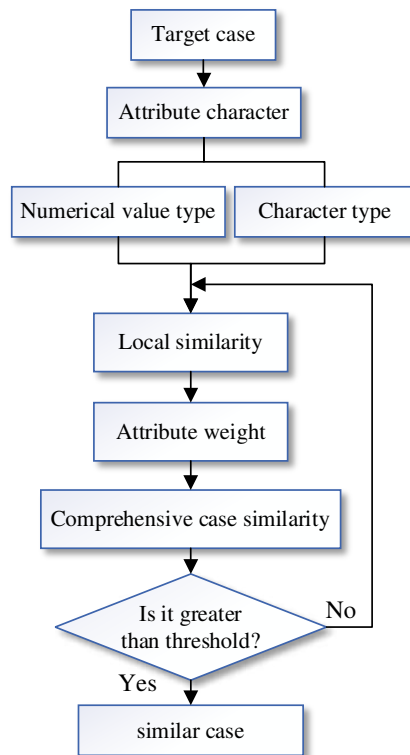 Target case
Attribute character
Numerical value type
Character type
Local similarity
Attribute weight
Comprehensive case similarity
Is it greater
than threshold?
No
Yes
similar case